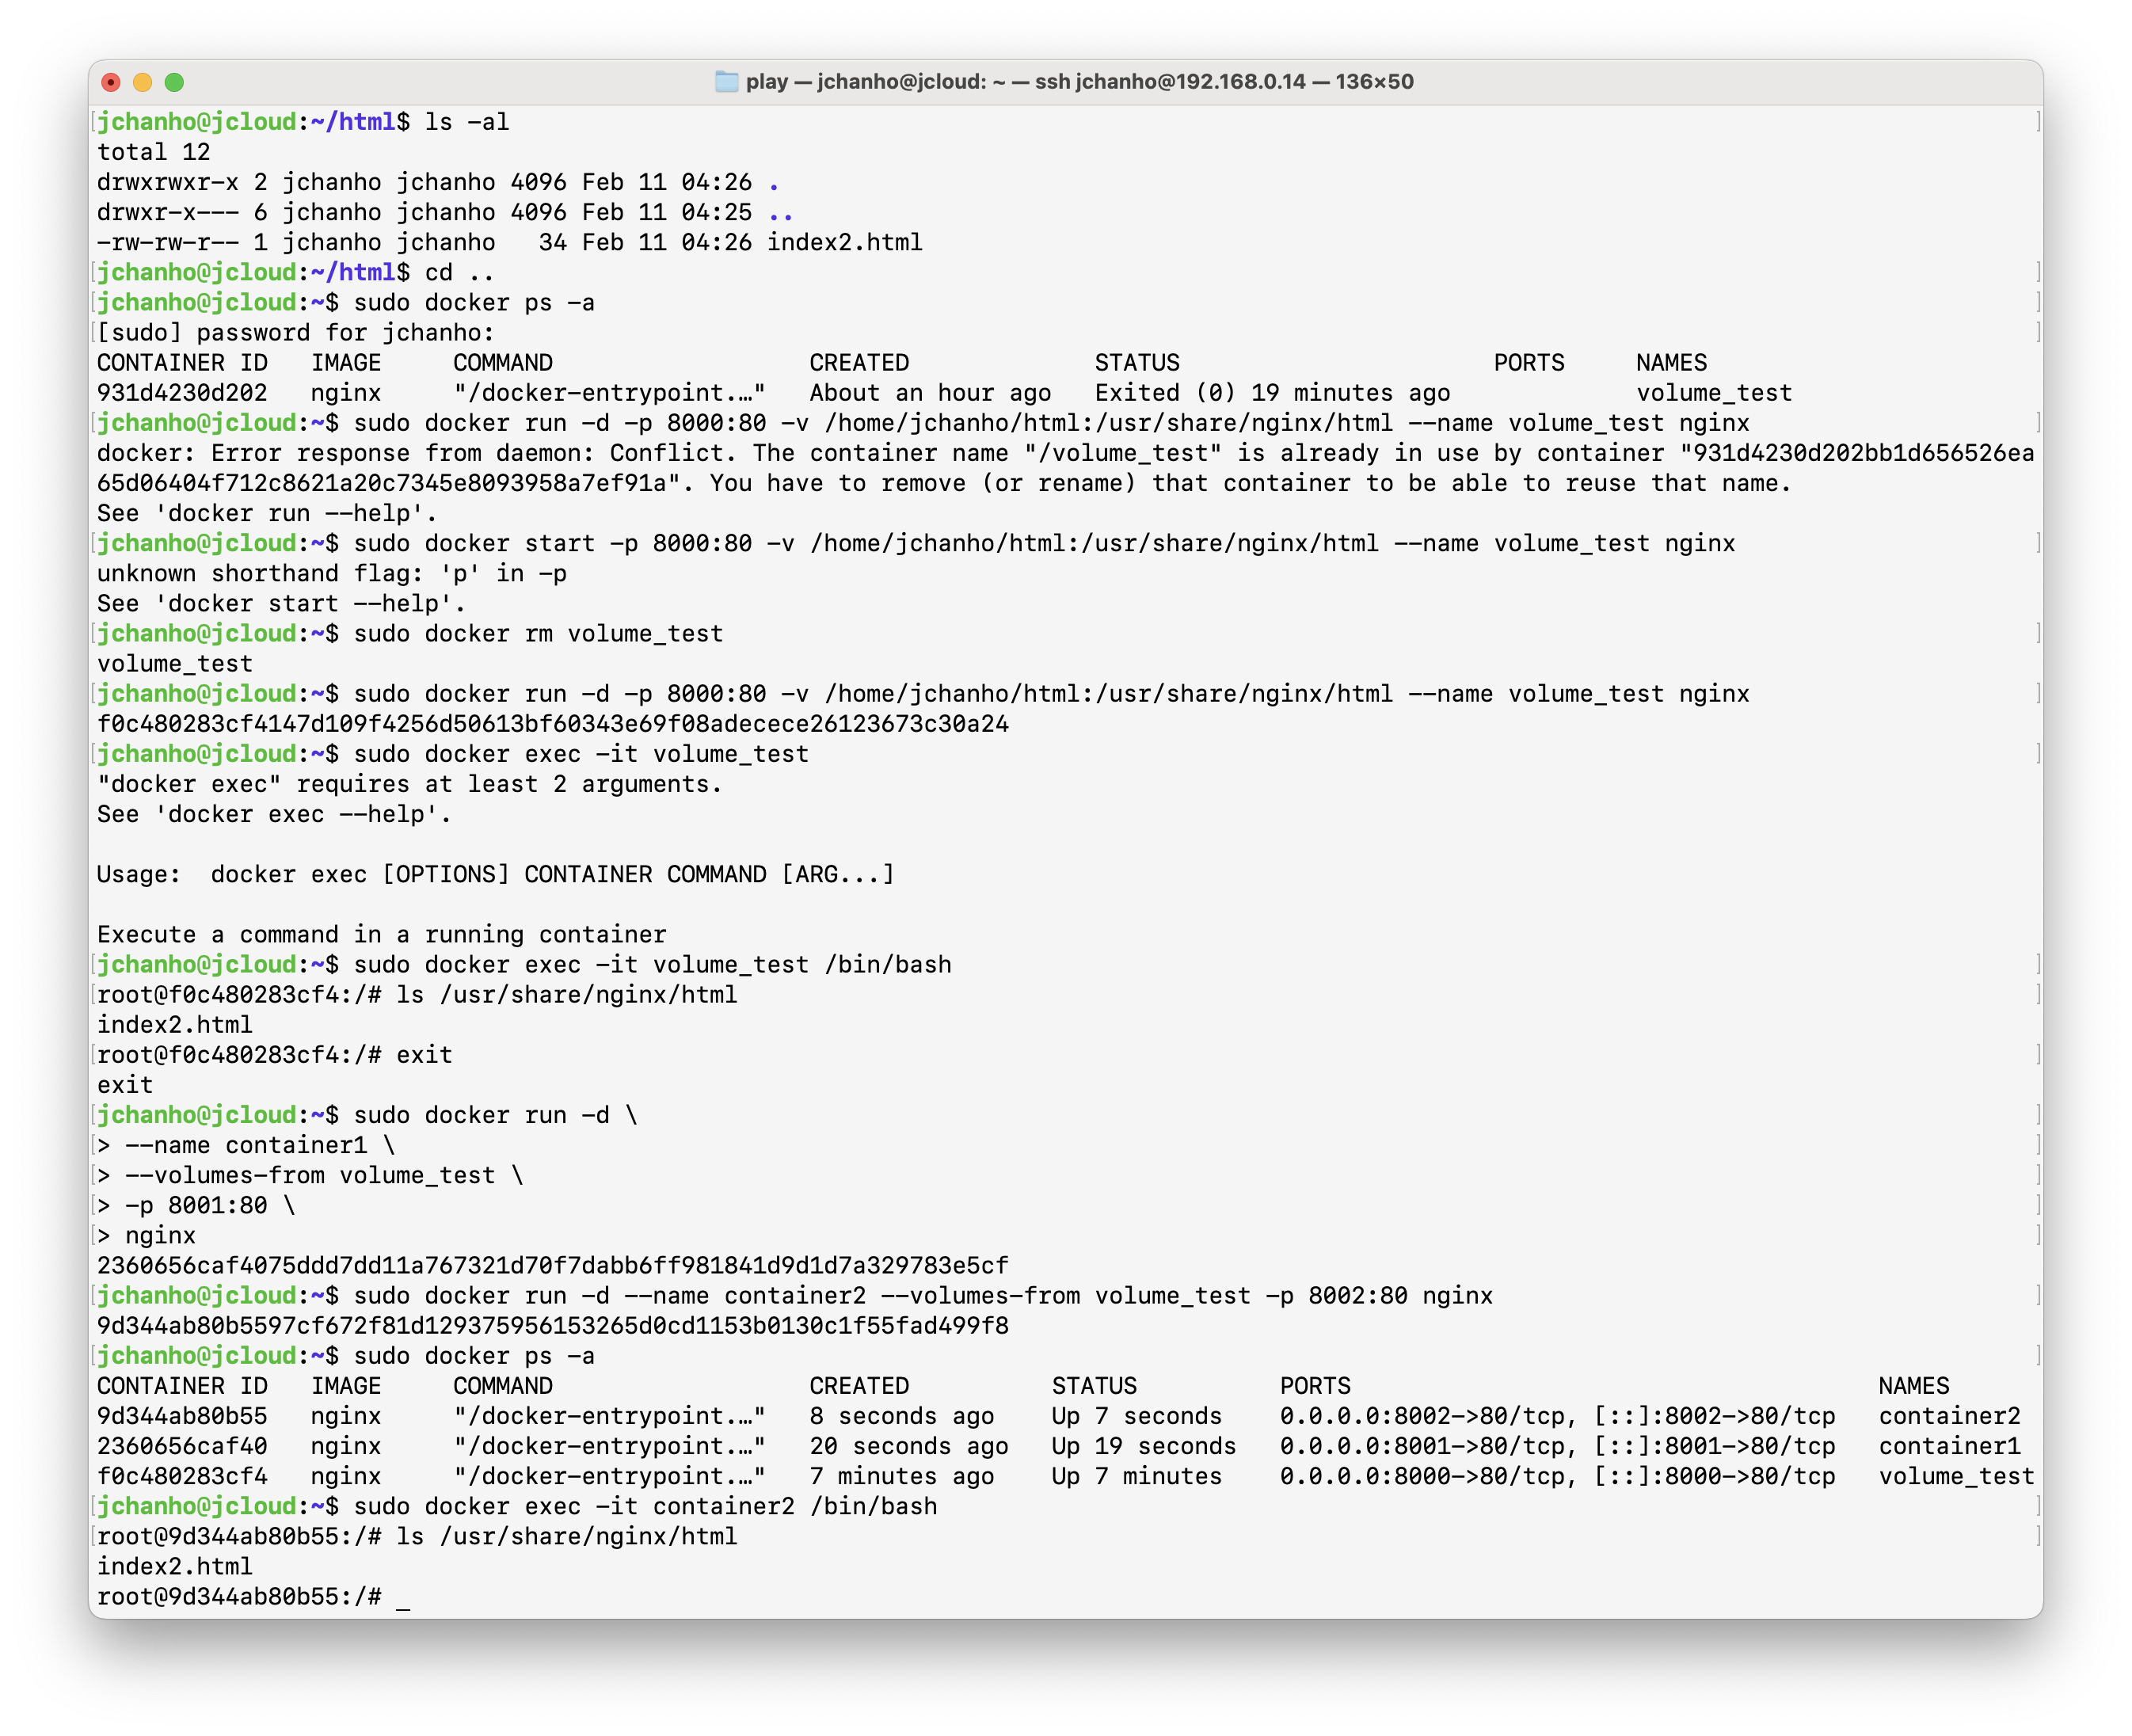 play — jchanho@jcloud: ~ — ssh jchanho@192.168.0.14 — 136×50
[jchanho@jcloud:~/html$ ls -al ]
total 12
drwxrwxr-x 2 jchanho jchanho 4096 Feb 11 04:26 .
drwxr-x--- 6 jchanho jchanho 4096 Feb 11 04:25 ..
-rw-rw-r-- 1 jchanho jchanho   34 Feb 11 04:26 index2.html
[jchanho@jcloud:~/html$ cd .. ]
[jchanho@jcloud:~$ sudo docker ps -a ]
[[sudo] password for jchanho: ]
CONTAINER ID   IMAGE     COMMAND                  CREATED             STATUS                      PORTS     NAMES
931d4230d202   nginx     "/docker-entrypoint.…"   About an hour ago   Exited (0) 19 minutes ago             volume_test
[jchanho@jcloud:~$ sudo docker run -d -p 8000:80 -v /home/jchanho/html:/usr/share/nginx/html --name volume_test nginx ]
docker: Error response from daemon: Conflict. The container name "/volume_test" is already in use by container "931d4230d202bb1d656526ea
65d06404f712c8621a20c7345e8093958a7ef91a". You have to remove (or rename) that container to be able to reuse that name.
See 'docker run --help'.
[jchanho@jcloud:~$ sudo docker start -p 8000:80 -v /home/jchanho/html:/usr/share/nginx/html --name volume_test nginx ]
unknown shorthand flag: 'p' in -p
See 'docker start --help'.
[jchanho@jcloud:~$ sudo docker rm volume_test ]
volume_test
[jchanho@jcloud:~$ sudo docker run -d -p 8000:80 -v /home/jchanho/html:/usr/share/nginx/html --name volume_test nginx ]
f0c480283cf4147d109f4256d50613bf60343e69f08adecece26123673c30a24
[jchanho@jcloud:~$ sudo docker exec -it volume_test ]
"docker exec" requires at least 2 arguments.
See 'docker exec --help'.

Usage:  docker exec [OPTIONS] CONTAINER COMMAND [ARG...]

Execute a command in a running container
[jchanho@jcloud:~$ sudo docker exec -it volume_test /bin/bash ]
[root@f0c480283cf4:/# ls /usr/share/nginx/html ]
index2.html
[root@f0c480283cf4:/# exit ]
exit
[jchanho@jcloud:~$ sudo docker run -d \ ]
[> --name container1 \ ]
[> --volumes-from volume_test \ ]
[> -p 8001:80 \ ]
[> nginx ]
2360656caf4075ddd7dd11a767321d70f7dabb6ff981841d9d1d7a329783e5cf
[jchanho@jcloud:~$ sudo docker run -d --name container2 --volumes-from volume_test -p 8002:80 nginx ]
9d344ab80b5597cf672f81d129375956153265d0cd1153b0130c1f55fad499f8
[jchanho@jcloud:~$ sudo docker ps -a ]
CONTAINER ID   IMAGE     COMMAND                  CREATED          STATUS          PORTS                                     NAMES
9d344ab80b55   nginx     "/docker-entrypoint.…"   8 seconds ago    Up 7 seconds    0.0.0.0:8002->80/tcp, [::]:8002->80/tcp   container2
2360656caf40   nginx     "/docker-entrypoint.…"   20 seconds ago   Up 19 seconds   0.0.0.0:8001->80/tcp, [::]:8001->80/tcp   container1
f0c480283cf4   nginx     "/docker-entrypoint.…"   7 minutes ago    Up 7 minutes    0.0.0.0:8000->80/tcp, [::]:8000->80/tcp   volume_test
[jchanho@jcloud:~$ sudo docker exec -it container2 /bin/bash ]
[root@9d344ab80b55:/# ls /usr/share/nginx/html ]
index2.html
root@9d344ab80b55:/# _